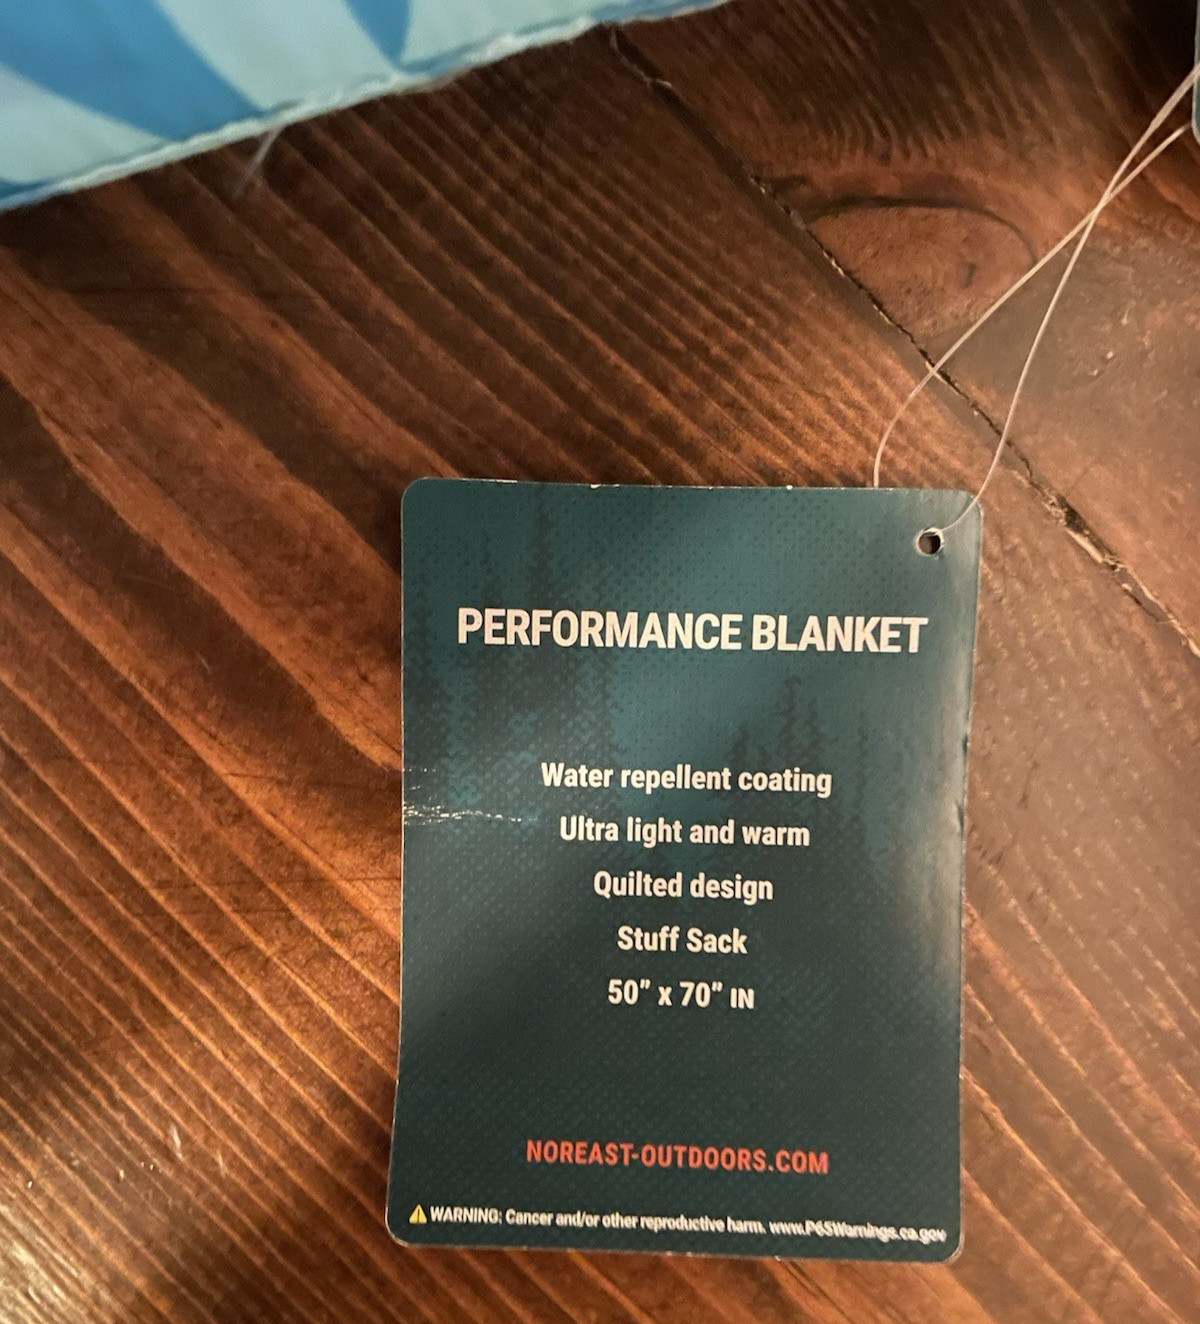 PERFORMANCE BLANKET
Water repellent coating
Ultra light and warm
Quilted design
Stuff Sack
50" x 70" IN
NOREAST-OUTDOORS.COM
⚠ WARNING: Cancer and/or other reproductive harm. www.P65Warnings.ca.gov